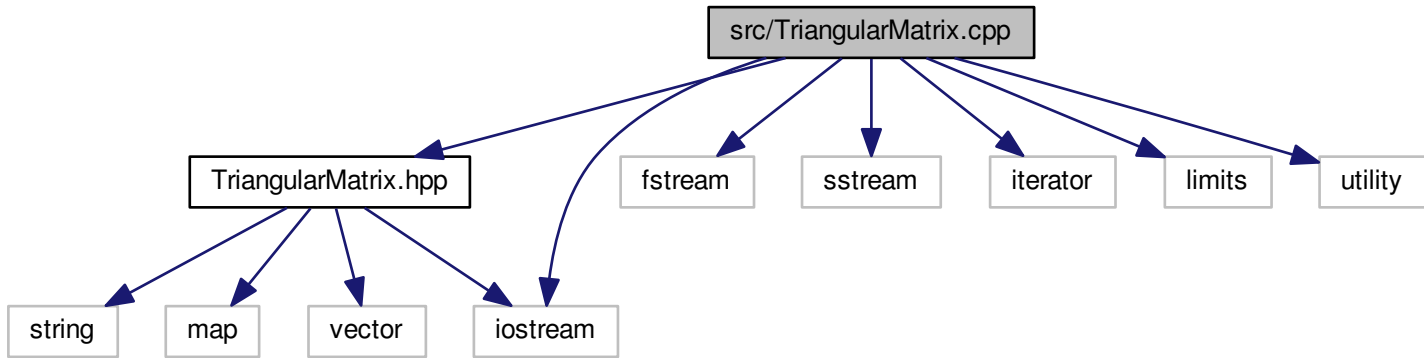 src/TriangularMatrix.cpp
TriangularMatrix.hpp
fstream
sstream
iterator
limits
utility
string
map
vector
iostream